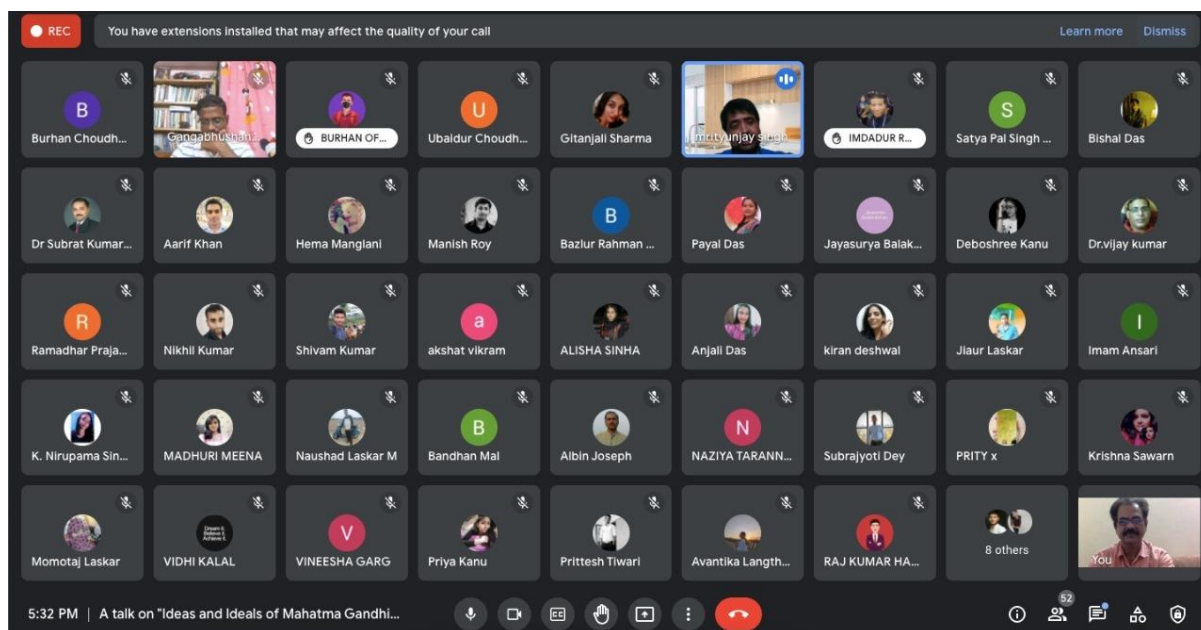 REC
You have extensions installed that may affect the quality of your call
Learn more
Dismiss
B
Burhan Choudh...
Gangabhushan...
BURHAN OF...
U
Ubaidur Choudh...
Gitanjali Sharma
mrityunjay singh
IMDADUR R...
S
Satya Pal Singh ...
Bishal Das
Dr Subrat Kumar...
Aarif Khan
Hema Manglani
Manish Roy
B
Bazlur Rahman ...
Payal Das
Jayasurya Balak...
Deboshree Kanu
Dr.vijay kumar
R
Ramadhar Praja...
Nikhil Kumar
Shivam Kumar
a
akshat vikram
ALISHA SINHA
Anjali Das
kiran deshwal
Jiaur Laskar
I
Imam Ansari
K. Nirupama Sin...
MADHURI MEENA
Naushad Laskar M
B
Bandhan Mal
Albin Joseph
N
NAZIYA TARANN...
Subrajyoti Dey
PRITY x
Krishna Sawarn
Momotaj Laskar
VIDHI KALAL
V
VINEESHA GARG
Priya Kanu
Prittesh Tiwari
Avantika Langth...
RAJ KUMAR HA...
8 others
You
5:32 PM | A talk on "Ideas and Ideals of Mahatma Gandhi...
CC
52